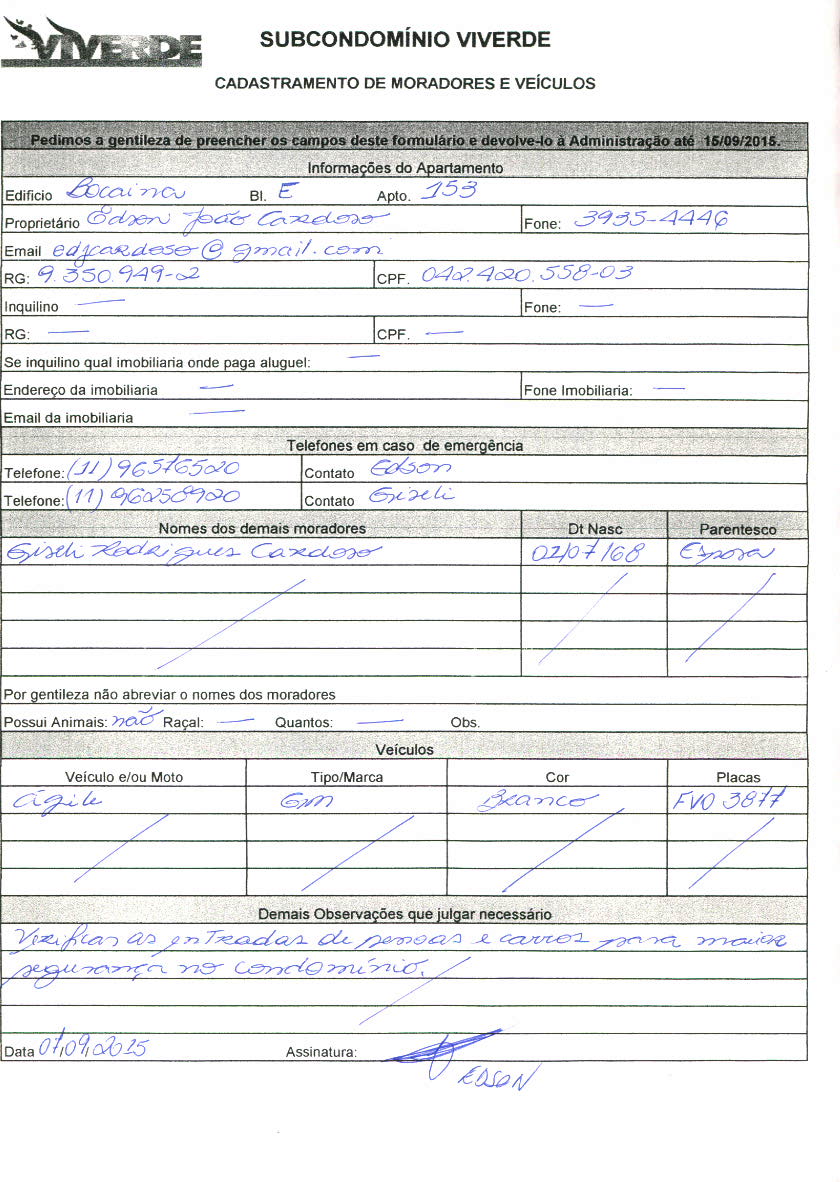 VIVERDE
SUBCONDOMÍNIO VIVERDE
CADASTRAMENTO DE MORADORES E VEÍCULOS
Pedimos a gentileza de preencher os campos deste formulário e devolve-lo à Administração até 15/09/2015.
Informações do Apartamento
Edificio Bocaina Bl. E Apto. 153
Proprietário Edson João Cardoso Fone: 3935-4446
Email edjcardoso@gmail.com
RG: 9.350.949-2 CPF. 042.420.558-03
Inquilino — Fone: —
RG: — CPF. —
Se inquilino qual imobiliaria onde paga aluguel: —
Endereço da imobiliaria — Fone Imobiliaria: —
Email da imobiliaria —
Telefones em caso de emergência
Telefone: (11) 965765520 Contato Edson
Telefone: (11) 962508920 Contato Giseli
Nomes dos demais moradores Dt Nasc Parentesco
Giseli Rodrigues Cardoso 02/07/68 Esposa
Por gentileza não abreviar o nomes dos moradores
Possui Animais: não Raçal: — Quantos: — Obs.
Veículos
Veículo e/ou Moto Tipo/Marca Cor Placas
Ágile GM Branco FVO 3877
Demais Observações que julgar necessário
Verificar as entradas de pessoas e carros para maior
segurança no condomínio.
Data 07/09/2015 Assinatura:
EDSON